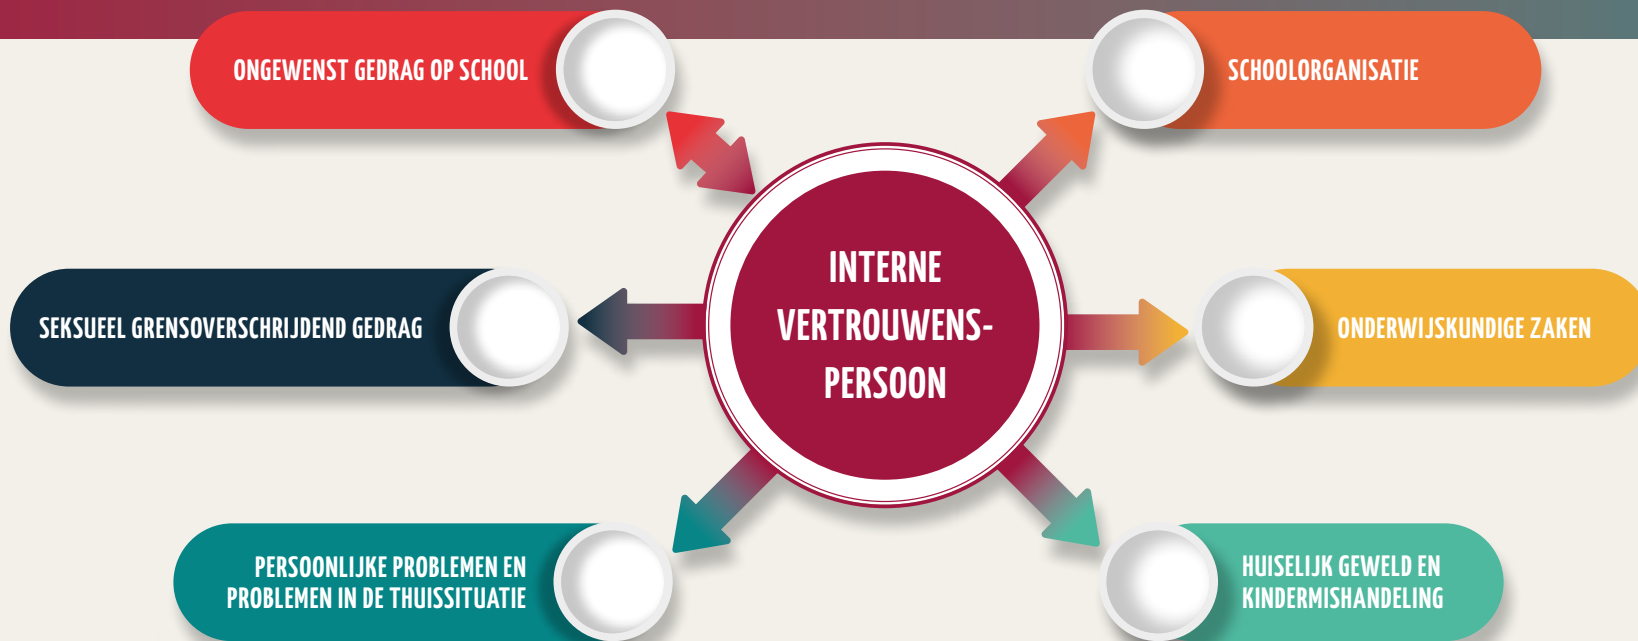 ONGEWENST GEDRAG OP SCHOOL
SCHOOLORGANISATIE
INTERNE
VERTROUWENS-
PERSOON
SEKSUEEL GRENSOVERSCHRIJDEND GEDRAG
ONDERWIJSKUNDIGE ZAKEN
PERSOONLIJKE PROBLEMEN EN
PROBLEMEN IN DE THUISSITUATIE
HUISELIJK GEWELD EN
KINDERMISHANDELING